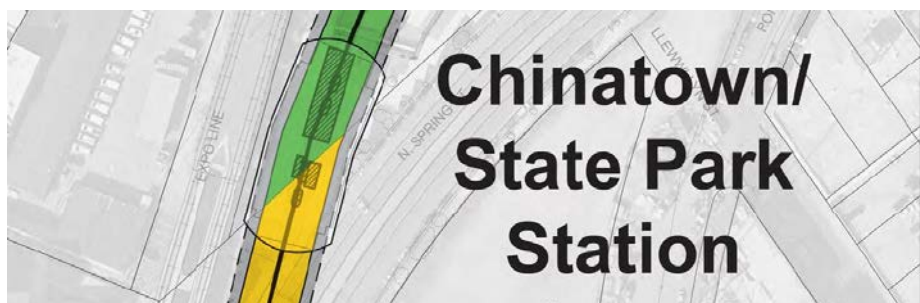 Chinatown/
State Park
Station
EXPO LINE
N. SPRING